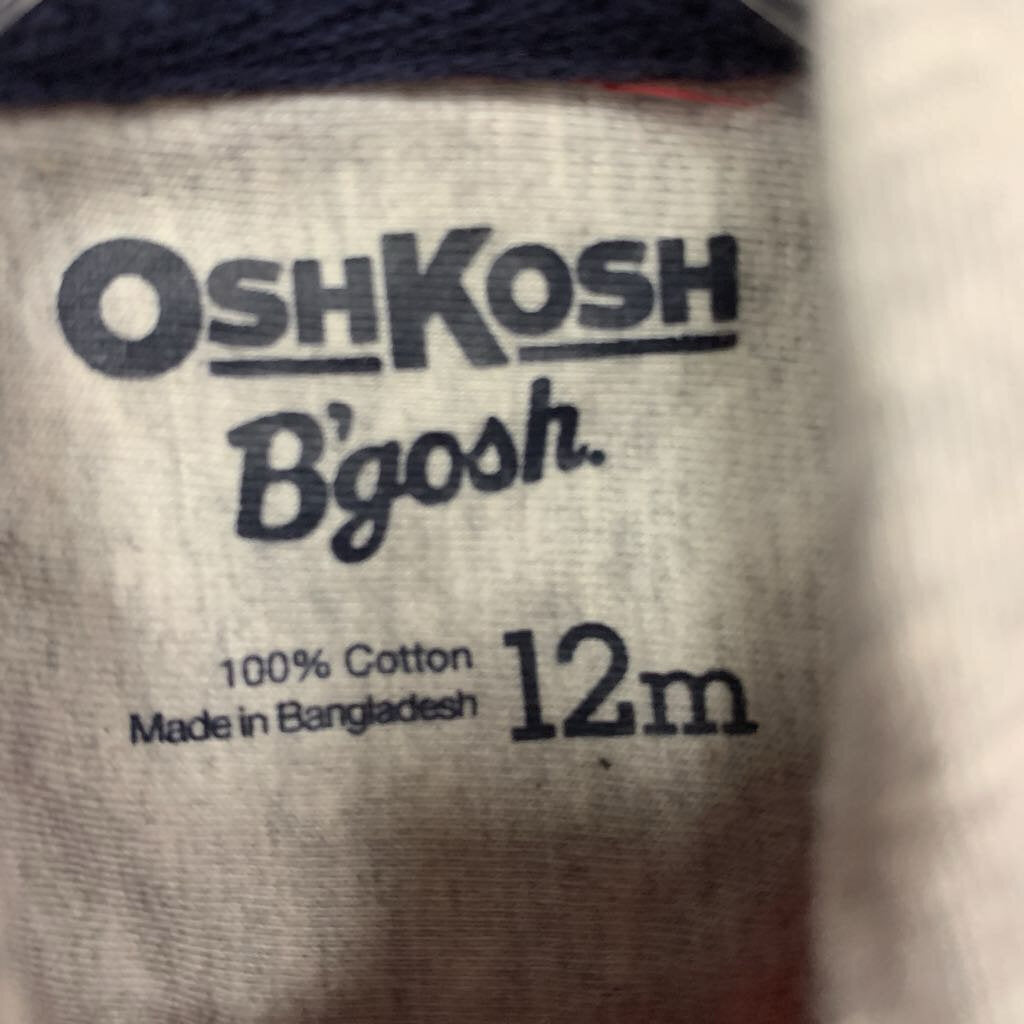 OSHKOSH
B'gosh.
100% Cotton
Made in Bangladesh
12m